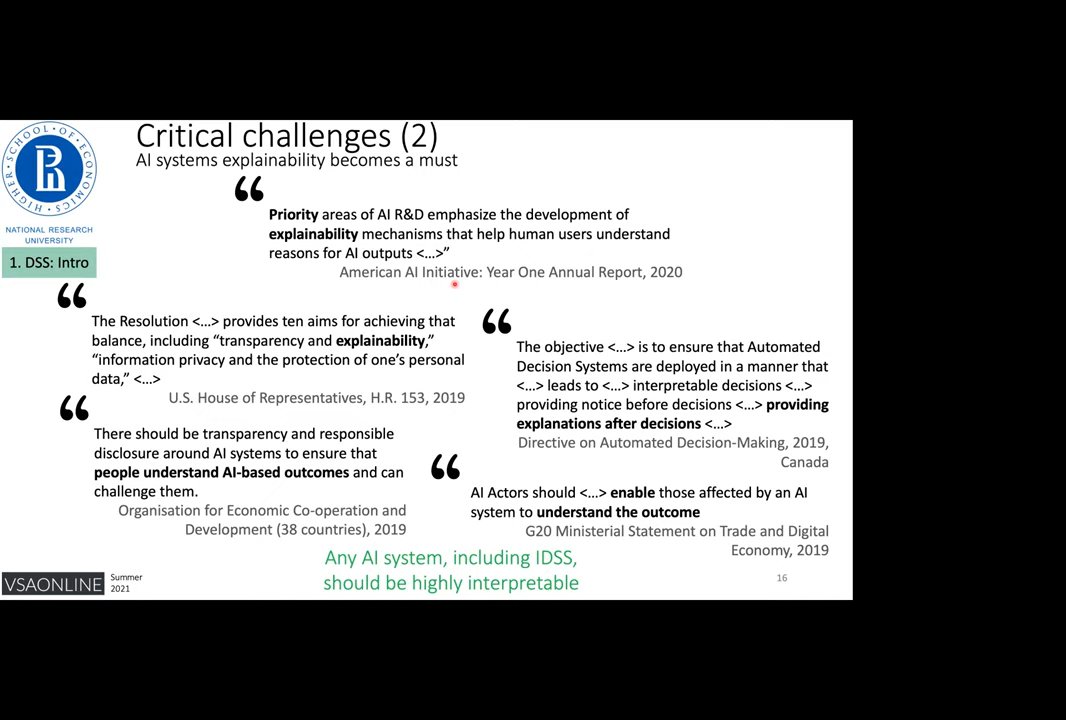 Critical challenges (2)
AI systems explainability becomes a must
HIGHER • SCHOOL • OF • ECONOMICS •
NATIONAL RESEARCH
UNIVERSITY
1. DSS: Intro
“
Priority areas of AI R&D emphasize the development of
explainability mechanisms that help human users understand
reasons for AI outputs <...>”
American AI Initiative: Year One Annual Report, 2020
“
The Resolution <...> provides ten aims for achieving that
balance, including “transparency and explainability,”
“information privacy and the protection of one’s personal
data,” <...>
U.S. House of Representatives, H.R. 153, 2019
“
There should be transparency and responsible
disclosure around AI systems to ensure that
people understand AI-based outcomes and can
challenge them.
Organisation for Economic Co-operation and
Development (38 countries), 2019
“
The objective <...> is to ensure that Automated
Decision Systems are deployed in a manner that
<...> leads to <...> interpretable decisions <...>
providing notice before decisions <...> providing
explanations after decisions <...>
Directive on Automated Decision-Making, 2019,
Canada
“
AI Actors should <...> enable those affected by an AI
system to understand the outcome
G20 Ministerial Statement on Trade and Digital
Economy, 2019
Any AI system, including IDSS,
should be highly interpretable
VSAONLINE
Summer
2021
16